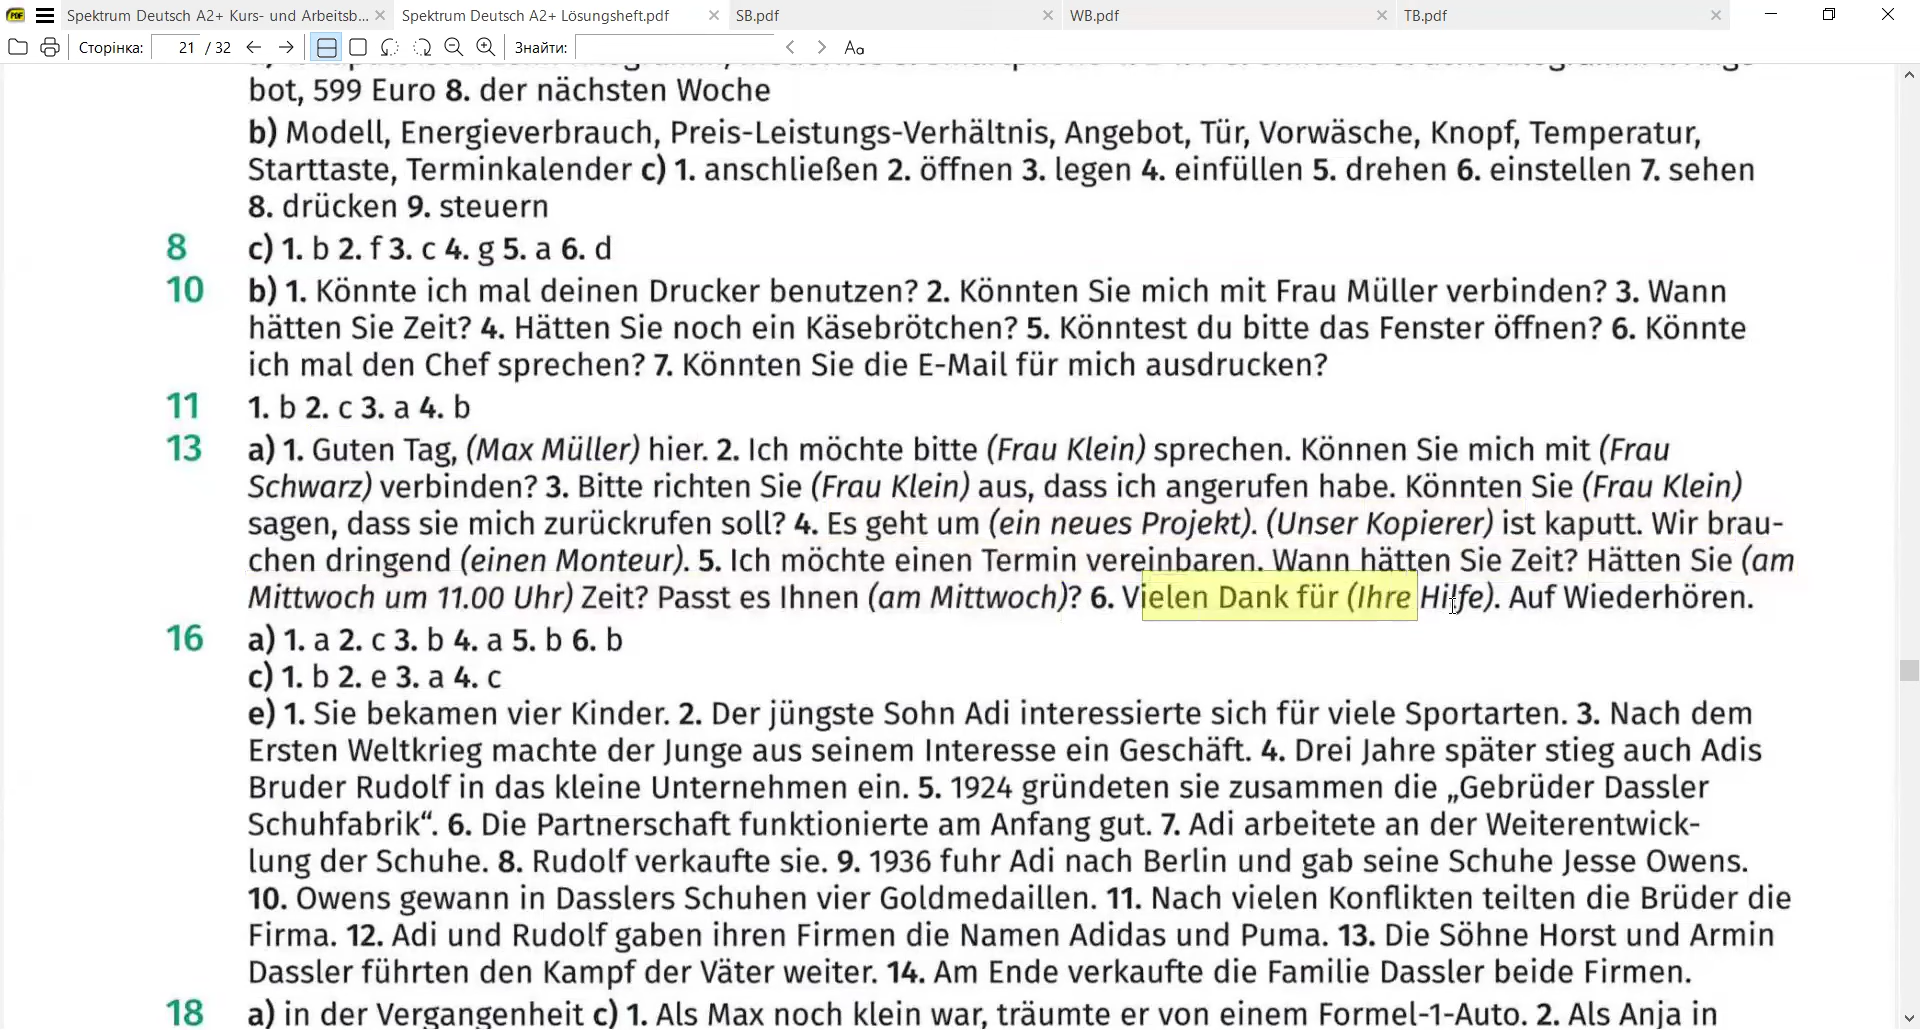 Spektrum Deutsch A2+ Kurs- und Arbeitsb... Spektrum Deutsch A2+ Lösungsheft.pdf SB.pdf WB.pdf TB.pdf
Сторінка: 21 / 32 Знайти: Aa
bot, 599 Euro 8. der nächsten Woche
b) Modell, Energieverbrauch, Preis-Leistungs-Verhältnis, Angebot, Tür, Vorwäsche, Knopf, Temperatur,
Starttaste, Terminkalender c) 1. anschließen 2. öffnen 3. legen 4. einfüllen 5. drehen 6. einstellen 7. sehen
8. drücken 9. steuern
8 c) 1. b 2. f 3. c 4. g 5. a 6. d
10 b) 1. Könnte ich mal deinen Drucker benutzen? 2. Könnten Sie mich mit Frau Müller verbinden? 3. Wann
hätten Sie Zeit? 4. Hätten Sie noch ein Käsebrötchen? 5. Könntest du bitte das Fenster öffnen? 6. Könnte
ich mal den Chef sprechen? 7. Könnten Sie die E-Mail für mich ausdrucken?
11 1. b 2. c 3. a 4. b
13 a) 1. Guten Tag, (Max Müller) hier. 2. Ich möchte bitte (Frau Klein) sprechen. Können Sie mich mit (Frau
Schwarz) verbinden? 3. Bitte richten Sie (Frau Klein) aus, dass ich angerufen habe. Könnten Sie (Frau Klein)
sagen, dass sie mich zurückrufen soll? 4. Es geht um (ein neues Projekt). (Unser Kopierer) ist kaputt. Wir brau-
chen dringend (einen Monteur). 5. Ich möchte einen Termin vereinbaren. Wann hätten Sie Zeit? Hätten Sie (am
Mittwoch um 11.00 Uhr) Zeit? Passt es Ihnen (am Mittwoch)? 6. Vielen Dank für (Ihre Hilfe). Auf Wiederhören.
16 a) 1. a 2. c 3. b 4. a 5. b 6. b
c) 1. b 2. e 3. a 4. c
e) 1. Sie bekamen vier Kinder. 2. Der jüngste Sohn Adi interessierte sich für viele Sportarten. 3. Nach dem
Ersten Weltkrieg machte der Junge aus seinem Interesse ein Geschäft. 4. Drei Jahre später stieg auch Adis
Bruder Rudolf in das kleine Unternehmen ein. 5. 1924 gründeten sie zusammen die „Gebrüder Dassler
Schuhfabrik“. 6. Die Partnerschaft funktionierte am Anfang gut. 7. Adi arbeitete an der Weiterentwick-
lung der Schuhe. 8. Rudolf verkaufte sie. 9. 1936 fuhr Adi nach Berlin und gab seine Schuhe Jesse Owens.
10. Owens gewann in Dasslers Schuhen vier Goldmedaillen. 11. Nach vielen Konflikten teilten die Brüder die
Firma. 12. Adi und Rudolf gaben ihren Firmen die Namen Adidas und Puma. 13. Die Söhne Horst und Armin
Dassler führten den Kampf der Väter weiter. 14. Am Ende verkaufte die Familie Dassler beide Firmen.
18 a) in der Vergangenheit c) 1. Als Max noch klein war, träumte er von einem Formel-1-Auto. 2. Als Anja in